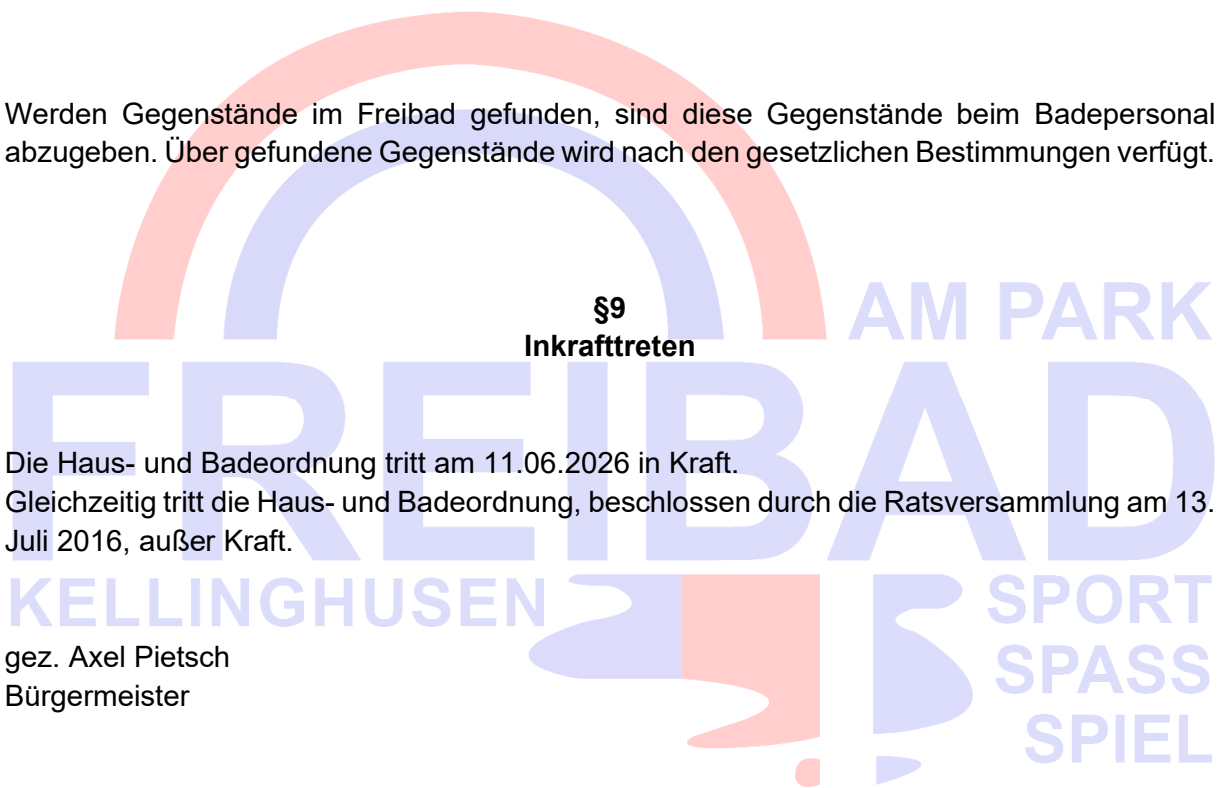 Werden Gegenstände im Freibad gefunden, sind diese Gegenstände beim Badepersonal
abzugeben. Über gefundene Gegenstände wird nach den gesetzlichen Bestimmungen verfügt.
§9
AM PARK
Inkrafttreten
FREIBAD
Die Haus- und Badeordnung tritt am 11.06.2026 in Kraft.
Gleichzeitig tritt die Haus- und Badeordnung, beschlossen durch die Ratsversammlung am 13.
Juli 2016, außer Kraft.
KELLINGHUSEN
SPORT
gez. Axel Pietsch
SPASS
Bürgermeister
SPIEL